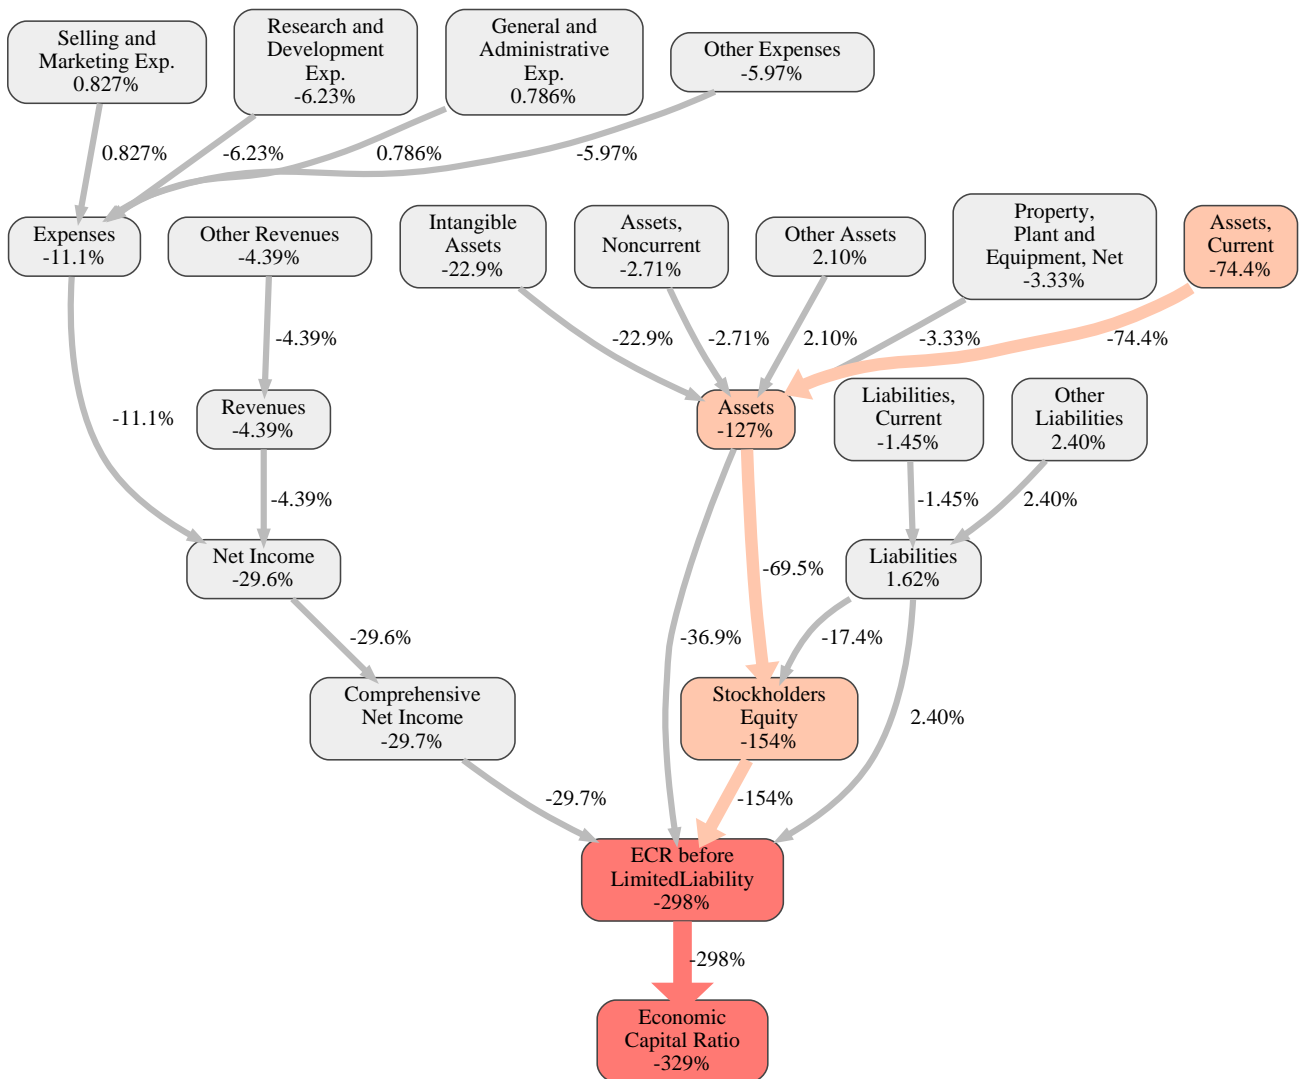 Selling and
Marketing Exp.
0.827%
Research and
Development
Exp.
-6.23%
General and
Administrative
Exp.
0.786%
Other Expenses
-5.97%
0.827%
-6.23%
0.786%
-5.97%
Expenses
-11.1%
Other Revenues
-4.39%
Intangible
Assets
-22.9%
Assets,
Noncurrent
-2.71%
Other Assets
2.10%
Property,
Plant and
Equipment, Net
-3.33%
Assets,
Current
-74.4%
-4.39%
-22.9%
-2.71%
2.10%
-3.33%
-74.4%
-11.1%
Revenues
-4.39%
Assets
-127%
Liabilities,
Current
-1.45%
Other
Liabilities
2.40%
-4.39%
-1.45%
2.40%
Net Income
-29.6%
-69.5%
Liabilities
1.62%
-29.6%
-36.9%
-17.4%
Comprehensive
Net Income
-29.7%
Stockholders
Equity
-154%
2.40%
-29.7%
-154%
ECR before
LimitedLiability
-298%
-298%
Economic
Capital Ratio
-329%